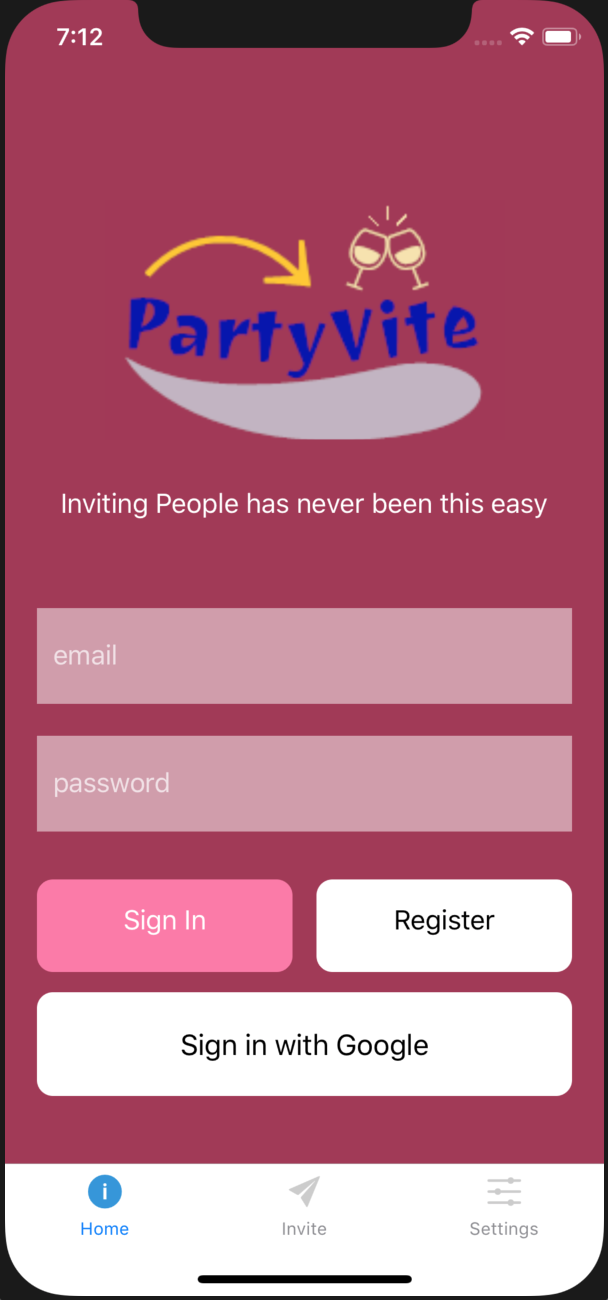 7:12
PartyVite
Inviting People has never been this easy
email
password
Sign In
Register
Sign in with Google
i
Home
Invite
Settings